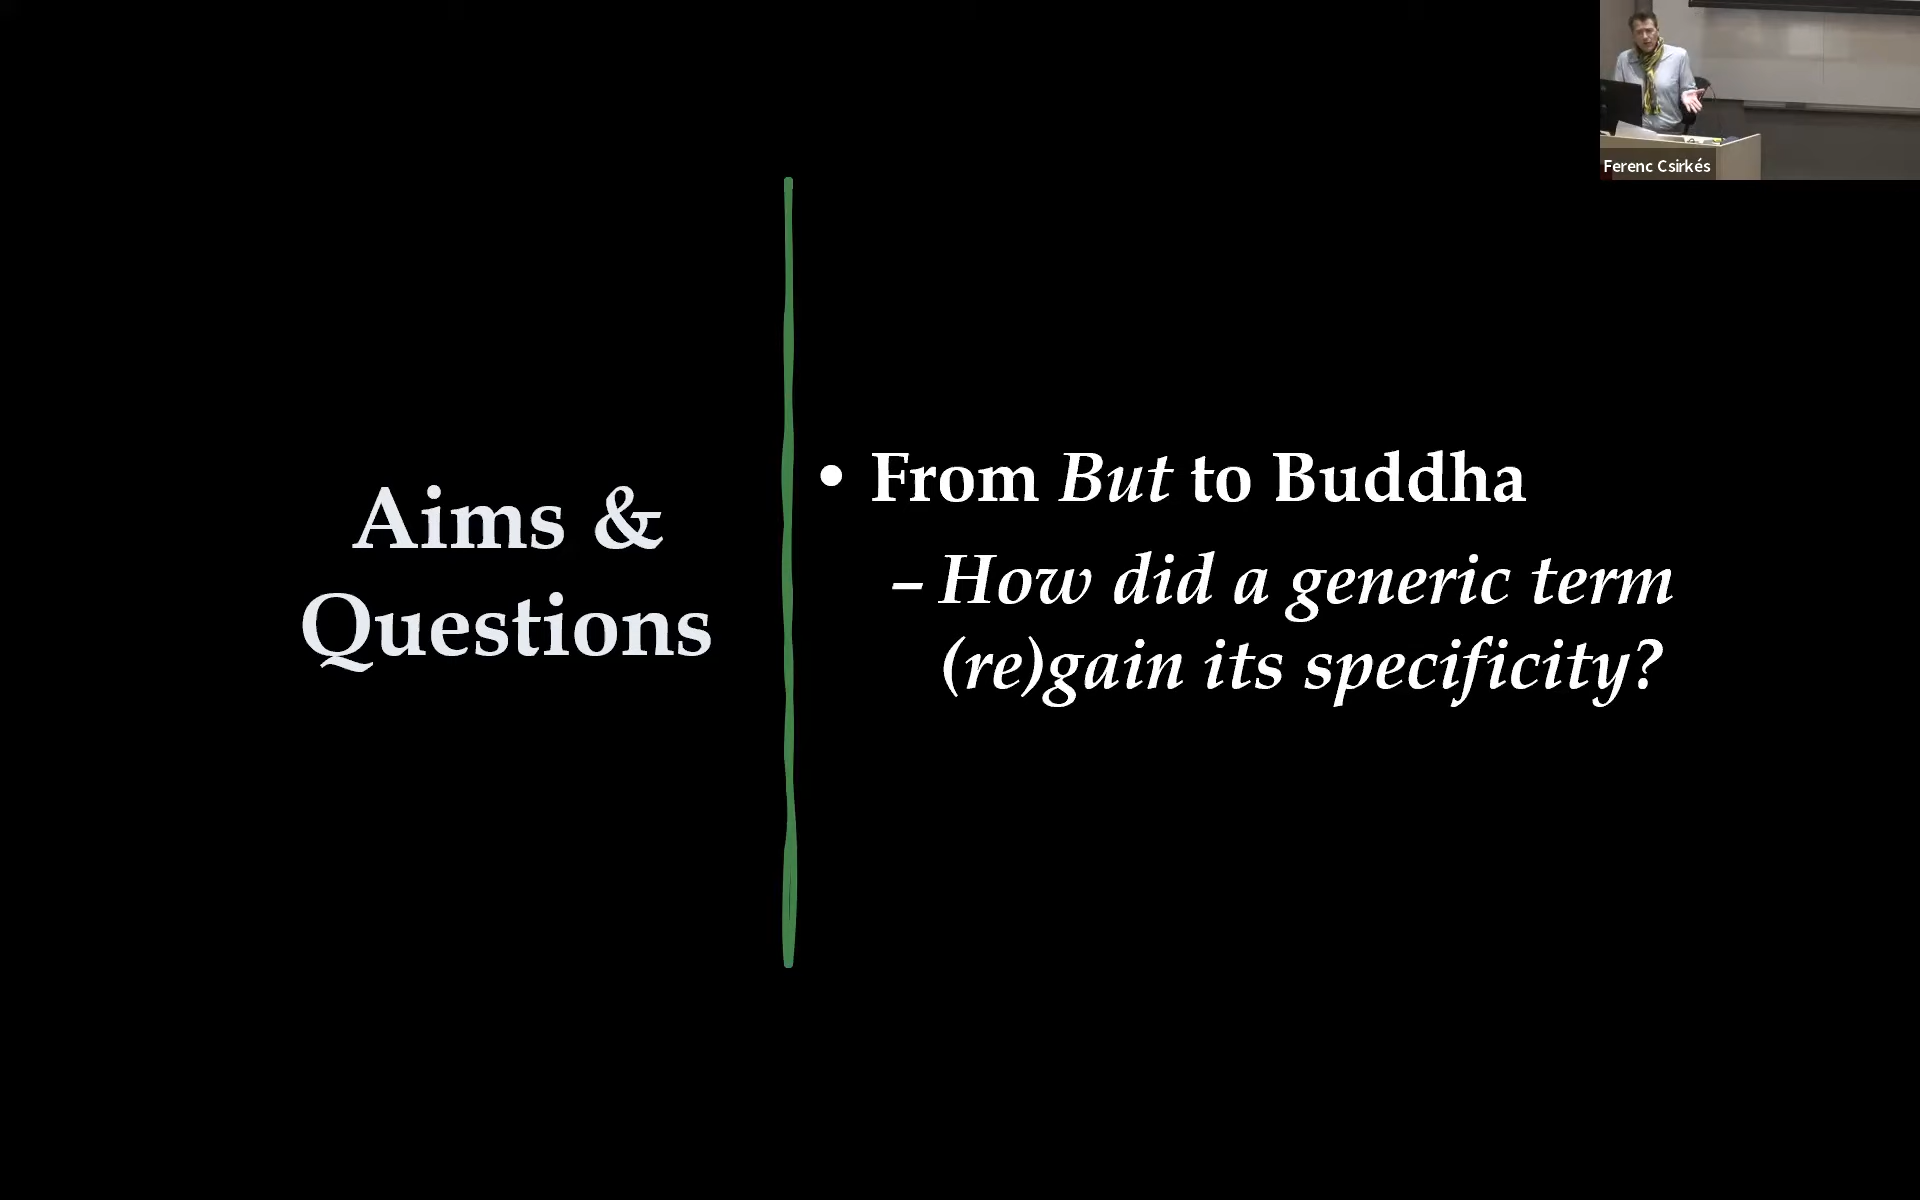 Ferenc Csirkés
Aims &
Questions
• From But to Buddha
– How did a generic term
(re)gain its specificity?